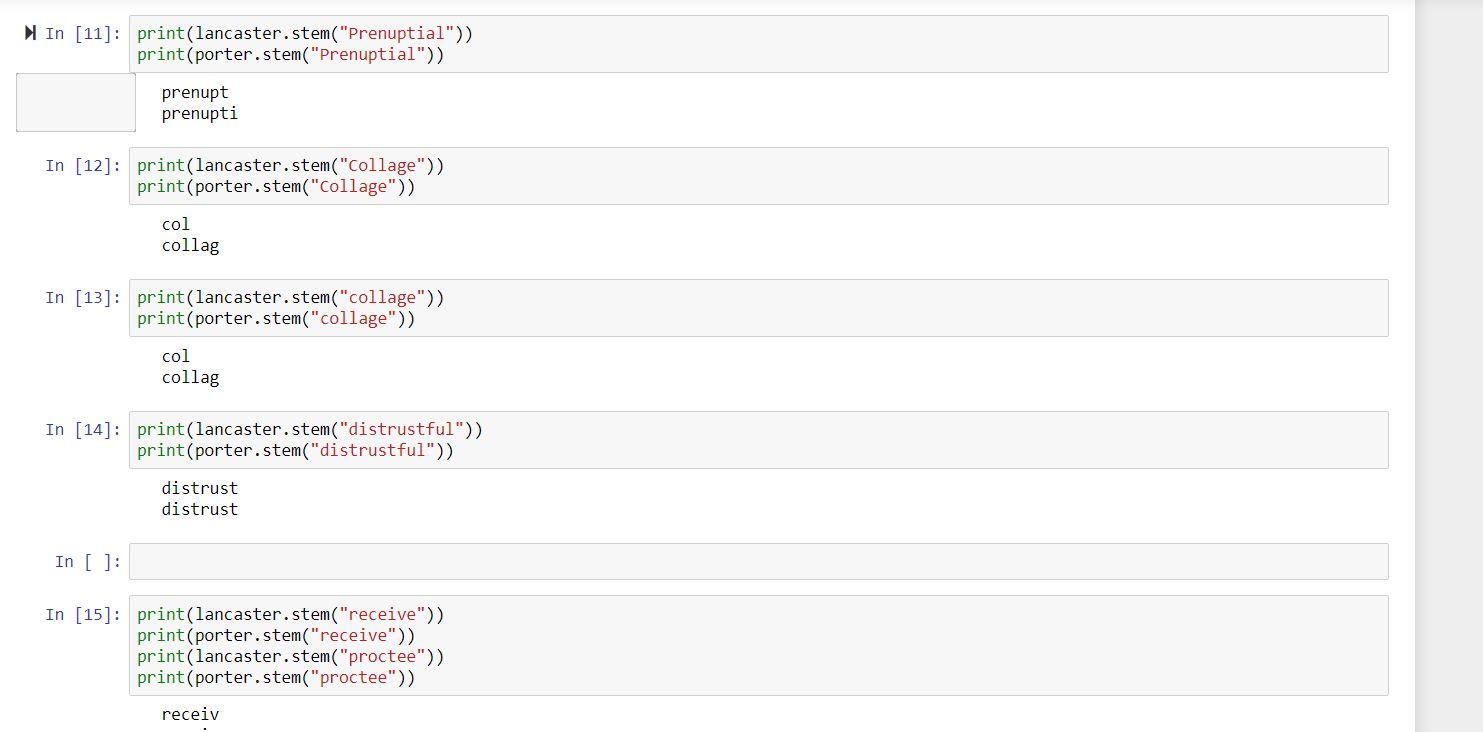 In [11]: print(lancaster.stem("Prenuptial"))
print(porter.stem("Prenuptial"))
prenupt
prenupti
In [12]: print(lancaster.stem("Collage"))
print(porter.stem("Collage"))
col
collag
In [13]: print(lancaster.stem("collage"))
print(porter.stem("collage"))
col
collag
In [14]: print(lancaster.stem("distrustful"))
print(porter.stem("distrustful"))
distrust
distrust
In [ ]:
In [15]: print(lancaster.stem("receive"))
print(porter.stem("receive"))
print(lancaster.stem("proctee"))
print(porter.stem("proctee"))
receiv